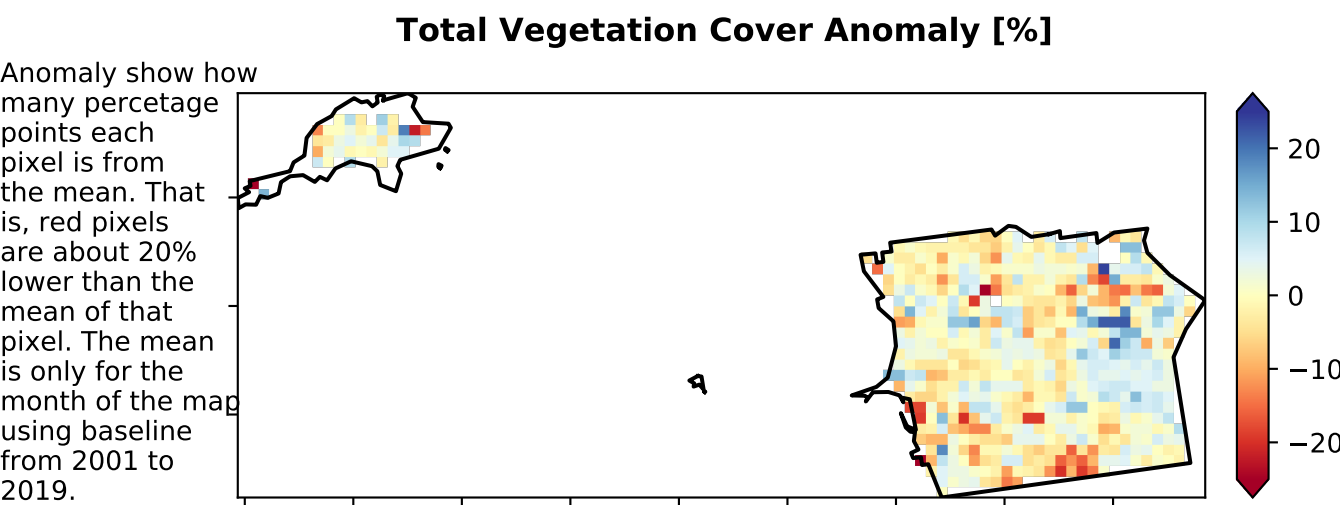 Total Vegetation Cover Anomaly [%]
Anomaly show how
many percetage
points each
pixel is from
the mean. That
is, red pixels
are about 20%
lower than the
mean of that
pixel. The mean
is only for the
month of the map
using baseline
from 2001 to
2019.
20
10
0
−10
−20